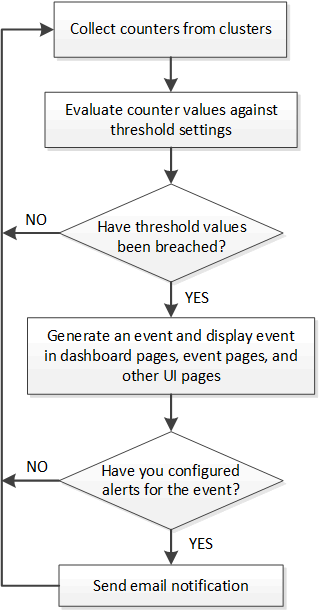 Collect counters from clusters
Evaluate counter values against
threshold settings
NO
Have threshold values
been breached?
YES
Generate an event and display event
in dashboard pages, event pages, and
other UI pages
NO
Have you configured
alerts for the event?
YES
Send email notification